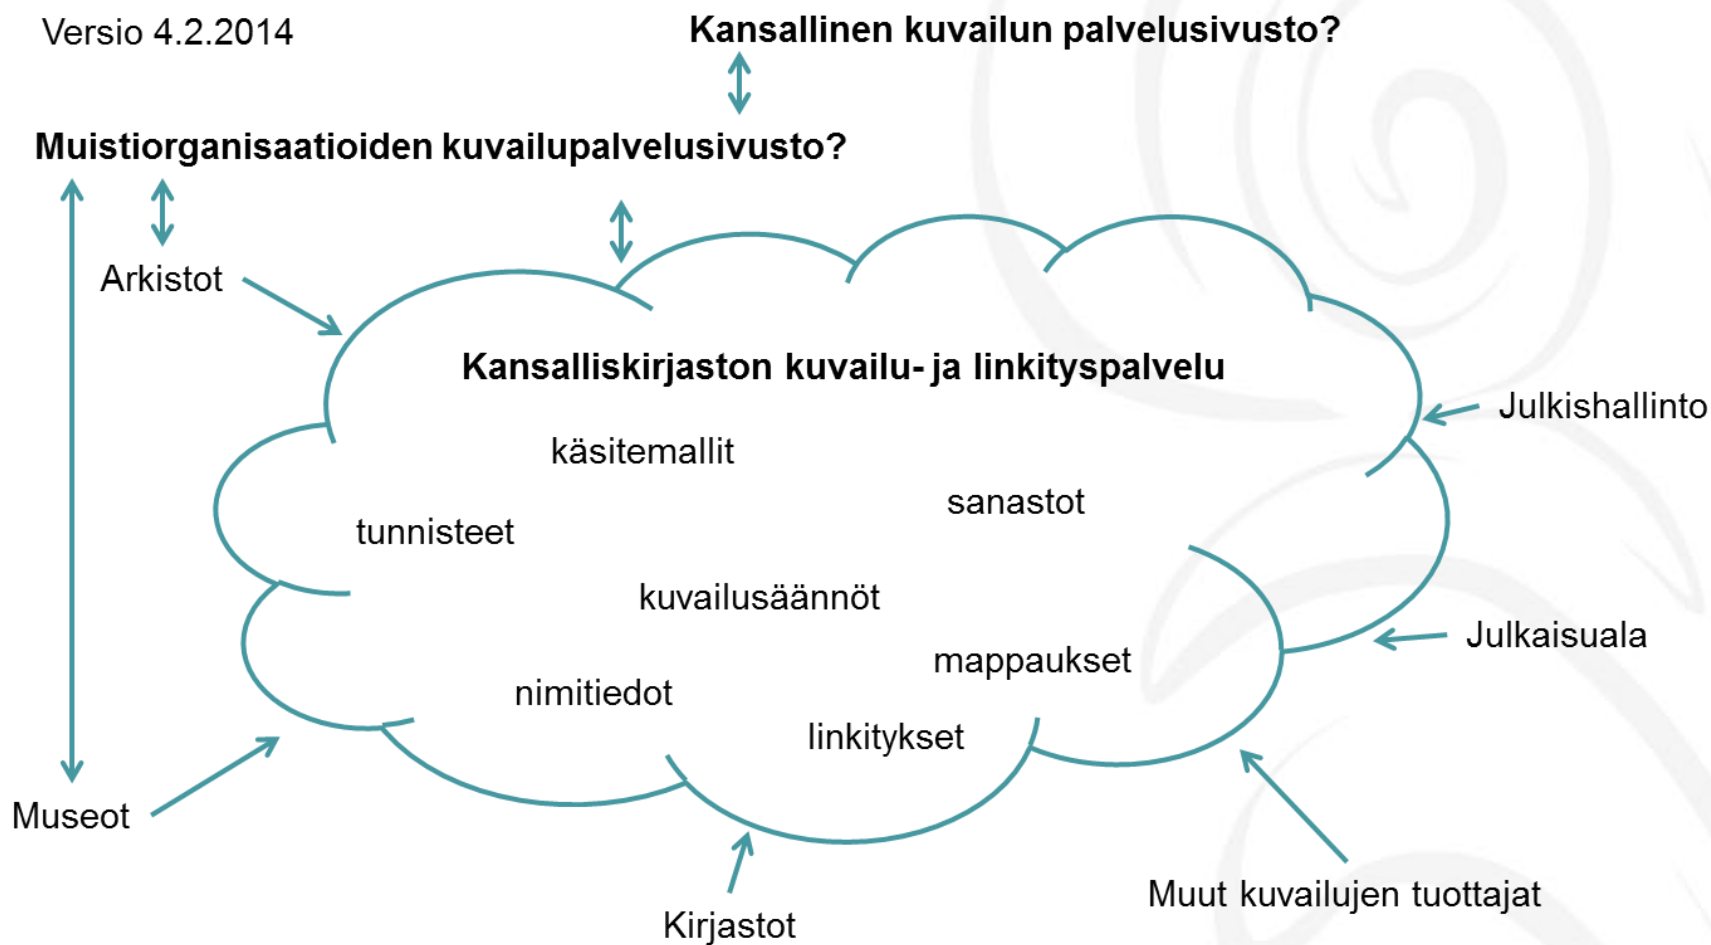 Versio 4.2.2014
Kansallinen kuvailun palvelusivusto?
Muistiorganisaatioiden kuvailupalvelusivusto?
Arkistot
Kansalliskirjaston kuvailu- ja linkityspalvelu
Julkishallinto
käsitemallit
sanastot
tunnisteet
kuvailusäännöt
Julkaisuala
mappaukset
nimitiedot
linkitykset
Museot
Muut kuvailujen tuottajat
Kirjastot